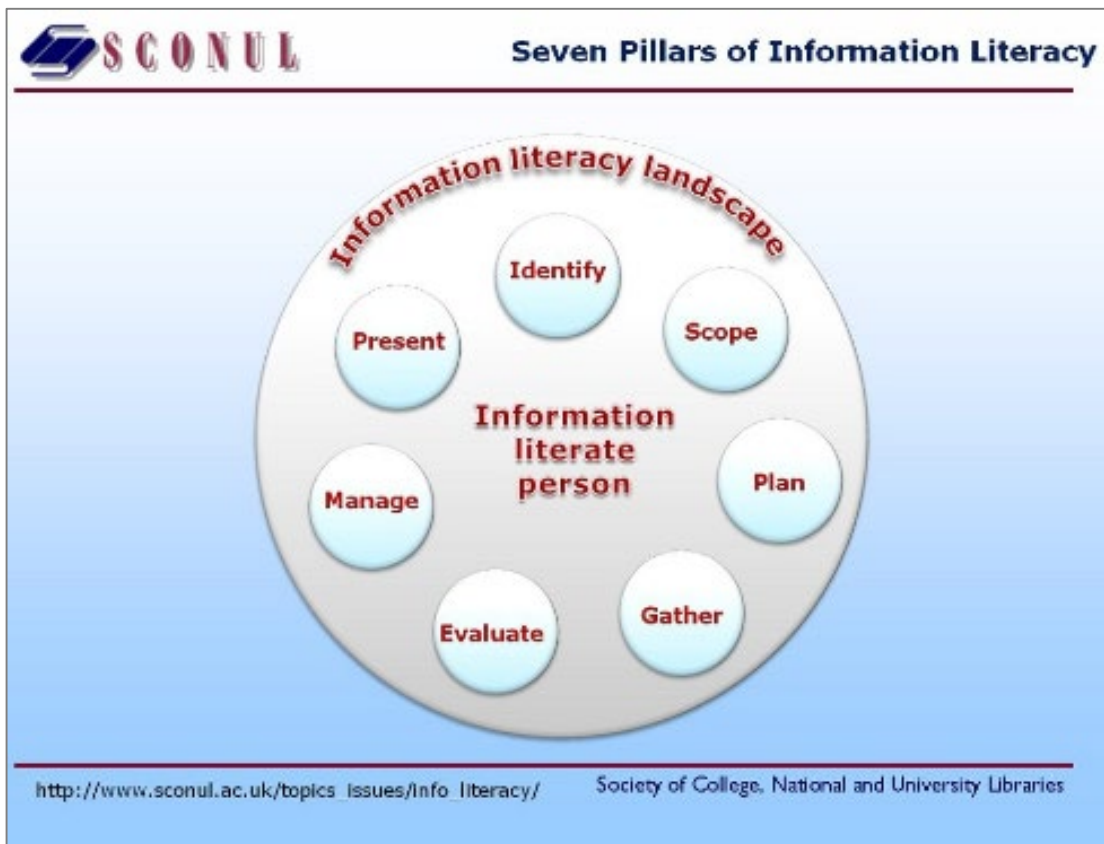 SCONUL
Seven Pillars of Information Literacy
Information literacy landscape
Identify
Scope
Plan
Gather
Evaluate
Manage
Present
Information
literate
person
http://www.sconul.ac.uk/topics_issues/info_literacy/
Society of College, National and University Libraries